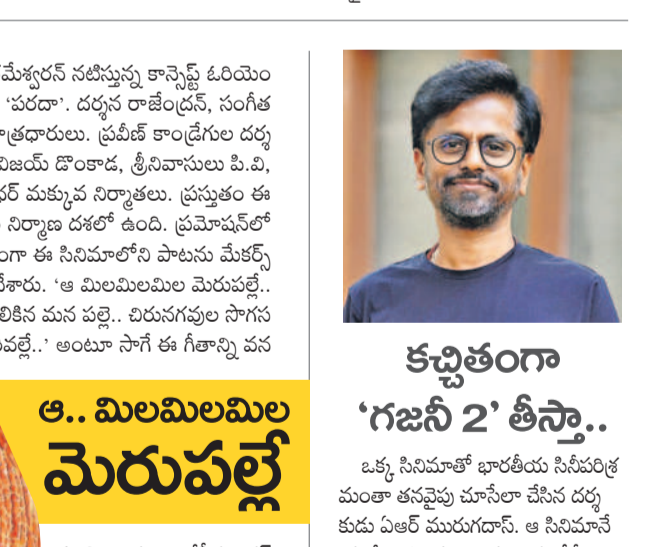 మేశ్వరన్ నటిస్తున్న కాన్సెప్ట్ ఓరియెం
‘పరదా’. దర్శన రాజేంద్రన్, సంగీత
త్రధారులు. ప్రవీణ్ కాండ్రేగుల దర్శ
విజయ్ డొంకాడ, శ్రీనివాసులు పి.వి,
ధర్ మక్కువ నిర్మాతలు. ప్రస్తుతం ఈ
నిర్మాణ దశలో ఉంది. ప్రమోషన్‌లో
ంగా ఈ సినిమాలోని పాటను మేకర్స్
శారు. ‘ఆ మిలమిలమిల మెరుపల్లే..
లికిన మన పల్లె.. చిరునగవుల సొగస
వల్లే..’ అంటూ సాగే ఈ గీతాన్ని వన
ఆ.. మిలమిలమిల
మెరుపల్లే
కచ్చితంగా
‘గజనీ 2’ తీస్తా..
ఒక్క సినిమాతో భారతీయ సినీపరిశ్ర
మంతా తనవైపు చూసేలా చేసిన దర్శ
కుడు ఏఆర్ మురుగదాస్. ఆ సినిమానే